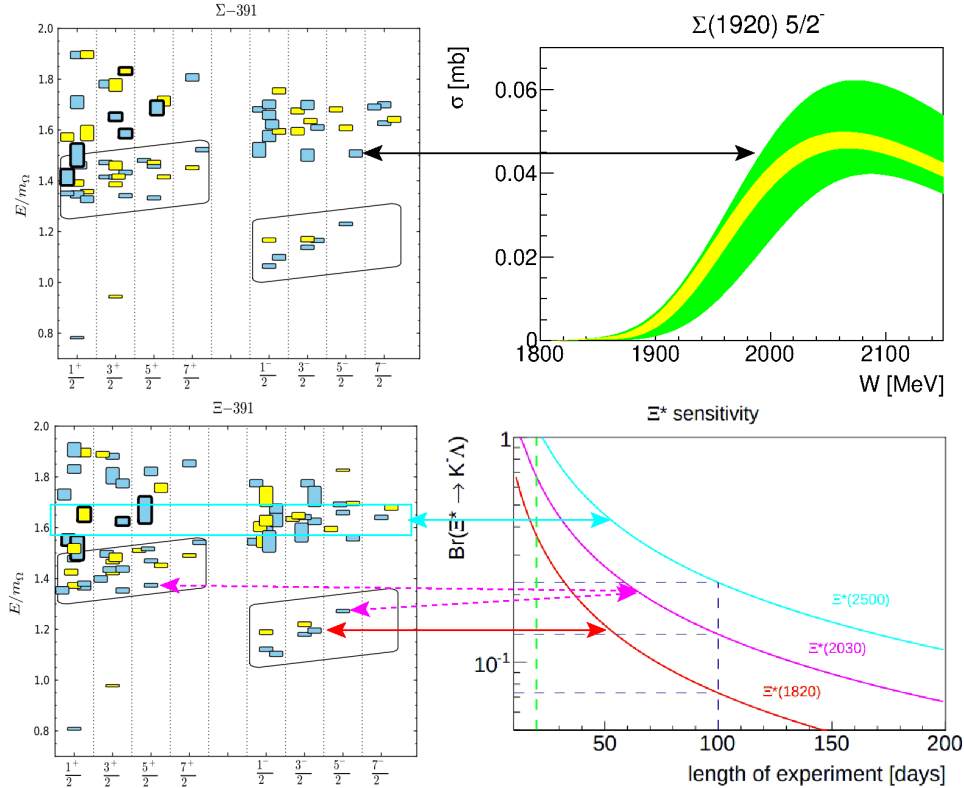 Σ−391
2.0
1.8
1.6
1.4
1.2
1.0
0.8
E/mΩ
1/2⁺ 3/2⁺ 5/2⁺ 7/2⁺ 1/2⁻ 3/2⁻ 5/2⁻ 7/2⁻
Σ(1920) 5/2⁻
σ [mb]
0.06
0.04
0.02
0
1800 1900 2000 2100
W [MeV]
Ξ−391
2.0
1.8
1.6
1.4
1.2
1.0
0.8
E/mΩ
1/2⁺ 3/2⁺ 5/2⁺ 7/2⁺ 1/2⁻ 3/2⁻ 5/2⁻ 7/2⁻
Ξ* sensitivity
Br(Ξ* → K⁻Λ)
1
10⁻¹
Ξ*(2500)
Ξ*(2030)
Ξ*(1820)
50 100 150 200
length of experiment [days]